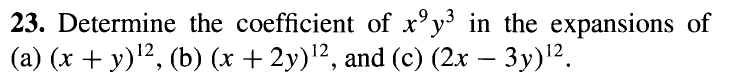 23. Determine the coefficient of x⁹y³ in the expansions of
(a) (x + y)¹², (b) (x + 2y)¹², and (c) (2x − 3y)¹².